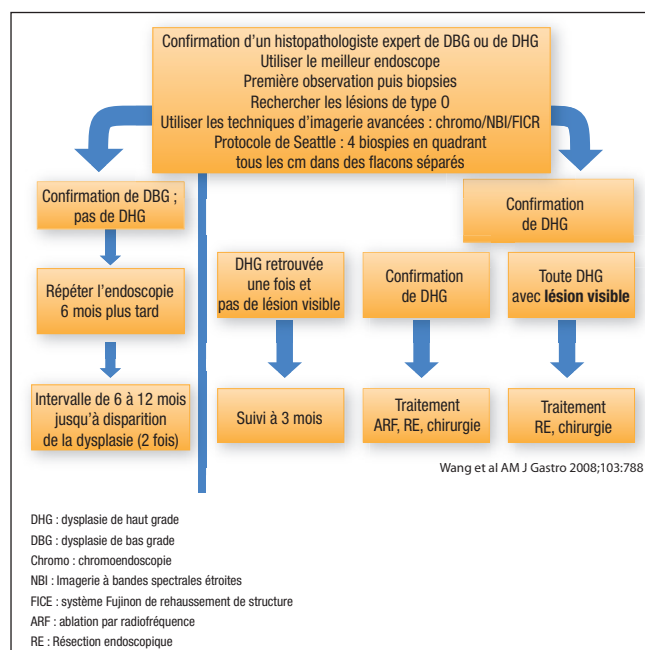 Confirmation d'un histopathologiste expert de DBG ou de DHG
Utiliser le meilleur endoscope
Première observation puis biopsies
Rechercher les lésions de type O
Utiliser les techniques d'imagerie avancées : chromo/NBI/FICR
Protocole de Seattle : 4 biospies en quadrant
tous les cm dans des flacons séparés
Confirmation de DBG ;
pas de DHG
Répéter l'endoscopie
6 mois plus tard
Intervalle de 6 à 12 mois
jusqu'à disparition
de la dysplasie (2 fois)
Confirmation
de DHG
DHG retrouvée
une fois et
pas de lésion visible
Confirmation
de DHG
Toute DHG
avec lésion visible
Suivi à 3 mois
Traitement
ARF, RE, chirurgie
Traitement
RE, chirurgie
Wang et al AM J Gastro 2008;103:788
DHG : dysplasie de haut grade
DBG : dysplasie de bas grade
Chromo : chromoendoscopie
NBI : Imagerie à bandes spectrales étroites
FICE : système Fujinon de rehaussement de structure
ARF : ablation par radiofréquence
RE : Résection endoscopique